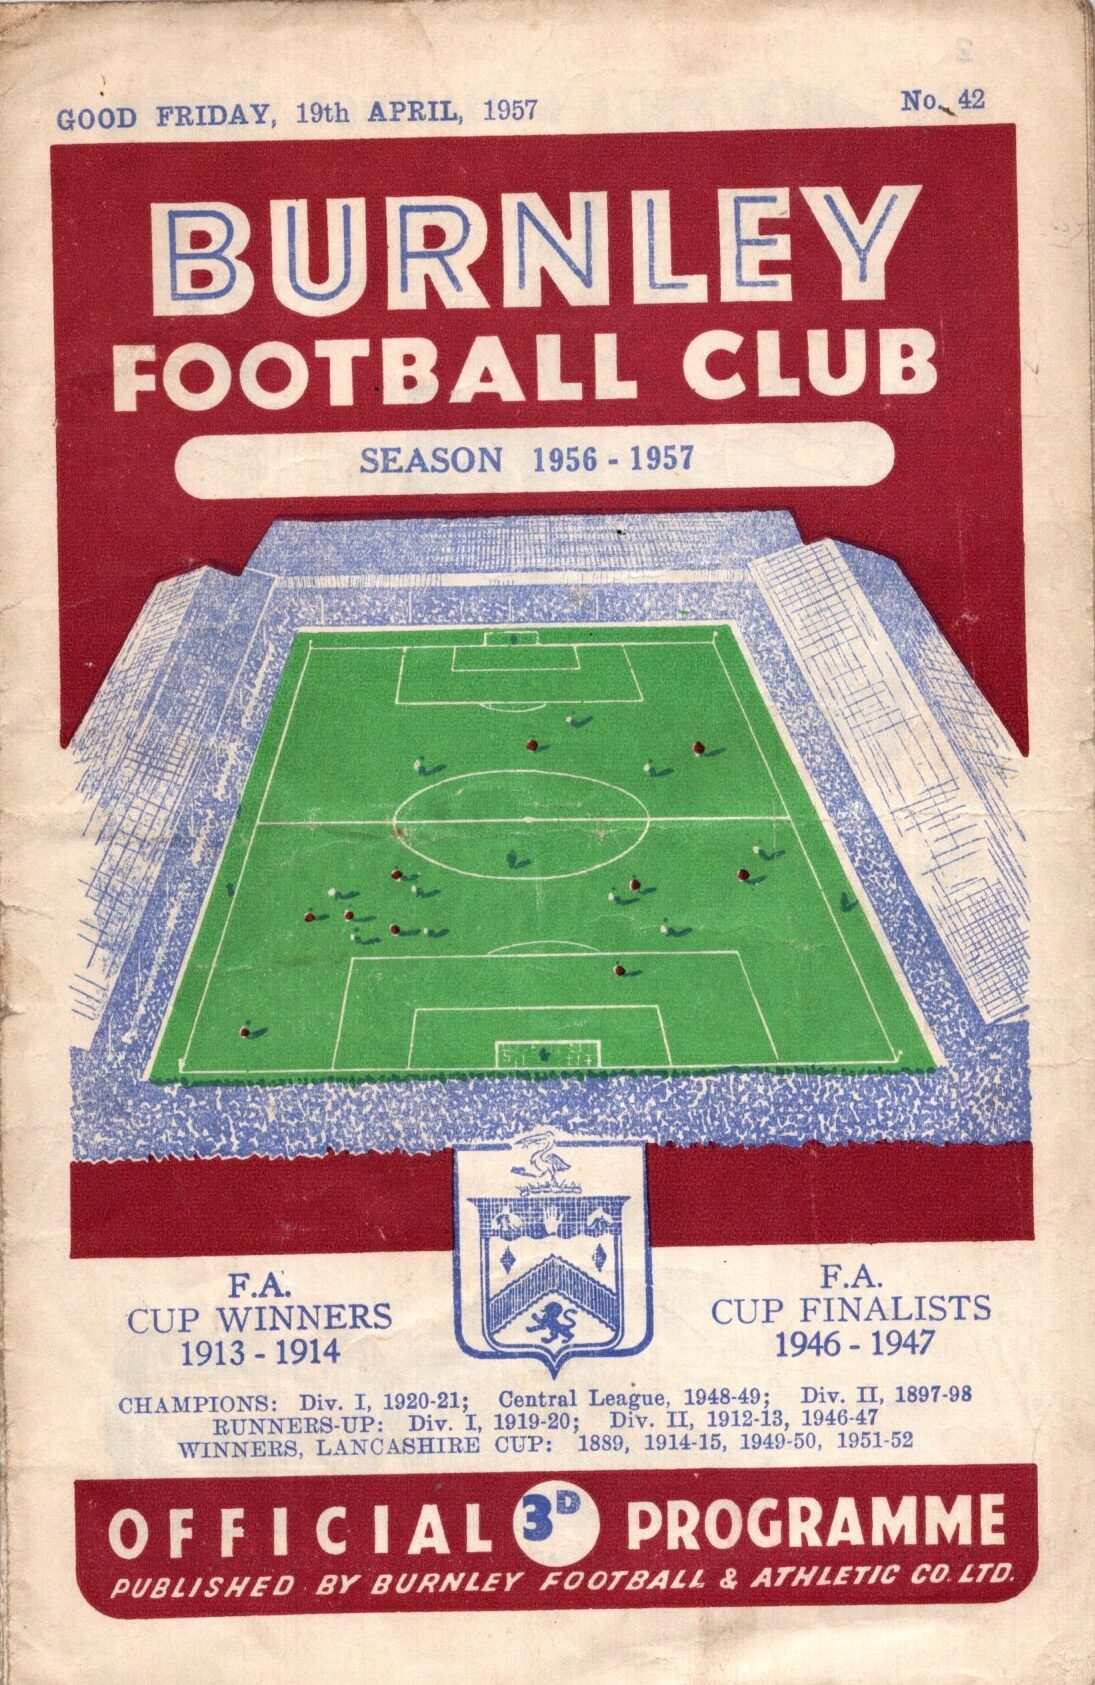 GOOD FRIDAY, 19th APRIL, 1957
No. 42
BURNLEY
FOOTBALL CLUB
SEASON 1956 - 1957
F.A.
CUP WINNERS
1913 - 1914
F.A.
CUP FINALISTS
1946 - 1947
CHAMPIONS: Div. I, 1920-21; Central League, 1948-49; Div. II, 1897-98
RUNNERS-UP: Div. I, 1919-20; Div. II, 1912-13, 1946-47
WINNERS, LANCASHIRE CUP: 1889, 1914-15, 1949-50, 1951-52
OFFICIAL 3D PROGRAMME
PUBLISHED BY BURNLEY FOOTBALL & ATHLETIC CO. LTD.